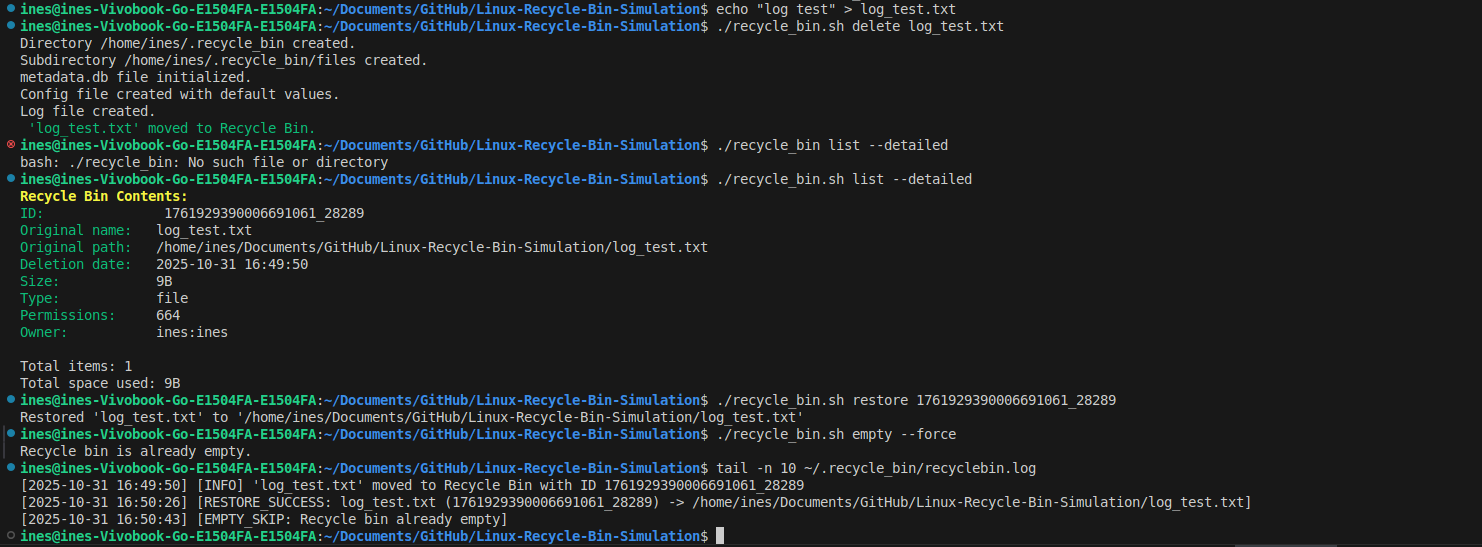 ines@ines-Vivobook-Go-E1504FA-E1504FA:~/Documents/GitHub/Linux-Recycle-Bin-Simulation$ echo "log test" > log_test.txt
ines@ines-Vivobook-Go-E1504FA-E1504FA:~/Documents/GitHub/Linux-Recycle-Bin-Simulation$ ./recycle_bin.sh delete log_test.txt
Directory /home/ines/.recycle_bin created.
Subdirectory /home/ines/.recycle_bin/files created.
metadata.db file initialized.
Config file created with default values.
Log file created.
 'log_test.txt' moved to Recycle Bin.
ines@ines-Vivobook-Go-E1504FA-E1504FA:~/Documents/GitHub/Linux-Recycle-Bin-Simulation$ ./recycle_bin list --detailed
bash: ./recycle_bin: No such file or directory
ines@ines-Vivobook-Go-E1504FA-E1504FA:~/Documents/GitHub/Linux-Recycle-Bin-Simulation$ ./recycle_bin.sh list --detailed
Recycle Bin Contents:
ID:               1761929390006691061_28289
Original name:   log_test.txt
Original path:   /home/ines/Documents/GitHub/Linux-Recycle-Bin-Simulation/log_test.txt
Deletion date:   2025-10-31 16:49:50
Size:            9B
Type:            file
Permissions:     664
Owner:           ines:ines

Total items: 1
Total space used: 9B
ines@ines-Vivobook-Go-E1504FA-E1504FA:~/Documents/GitHub/Linux-Recycle-Bin-Simulation$ ./recycle_bin.sh restore 1761929390006691061_28289
Restored 'log_test.txt' to '/home/ines/Documents/GitHub/Linux-Recycle-Bin-Simulation/log_test.txt'
ines@ines-Vivobook-Go-E1504FA-E1504FA:~/Documents/GitHub/Linux-Recycle-Bin-Simulation$ ./recycle_bin.sh empty --force
Recycle bin is already empty.
ines@ines-Vivobook-Go-E1504FA-E1504FA:~/Documents/GitHub/Linux-Recycle-Bin-Simulation$ tail -n 10 ~/.recycle_bin/recyclebin.log
[2025-10-31 16:49:50] [INFO] 'log_test.txt' moved to Recycle Bin with ID 1761929390006691061_28289
[2025-10-31 16:50:26] [RESTORE_SUCCESS: log_test.txt (1761929390006691061_28289) -> /home/ines/Documents/GitHub/Linux-Recycle-Bin-Simulation/log_test.txt]
[2025-10-31 16:50:43] [EMPTY_SKIP: Recycle bin already empty]
ines@ines-Vivobook-Go-E1504FA-E1504FA:~/Documents/GitHub/Linux-Recycle-Bin-Simulation$